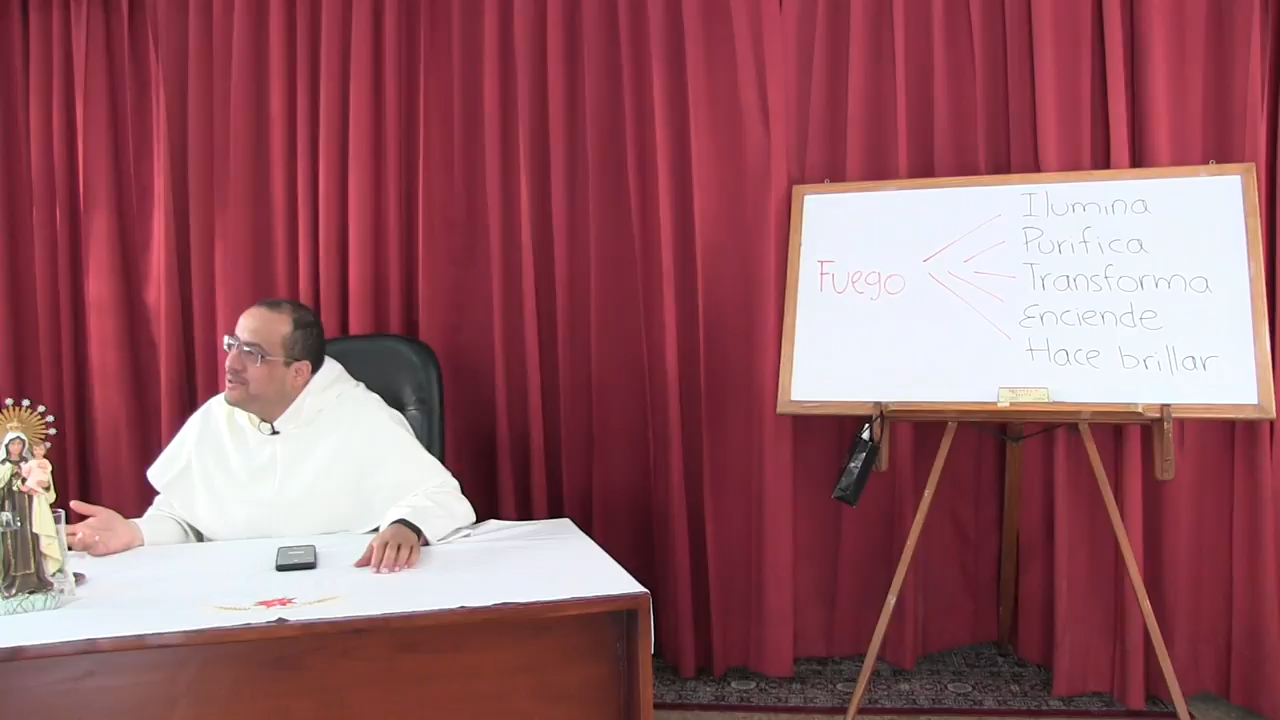 Fuego
Ilumina
Purifica
Transforma
Enciende
Hace brillar